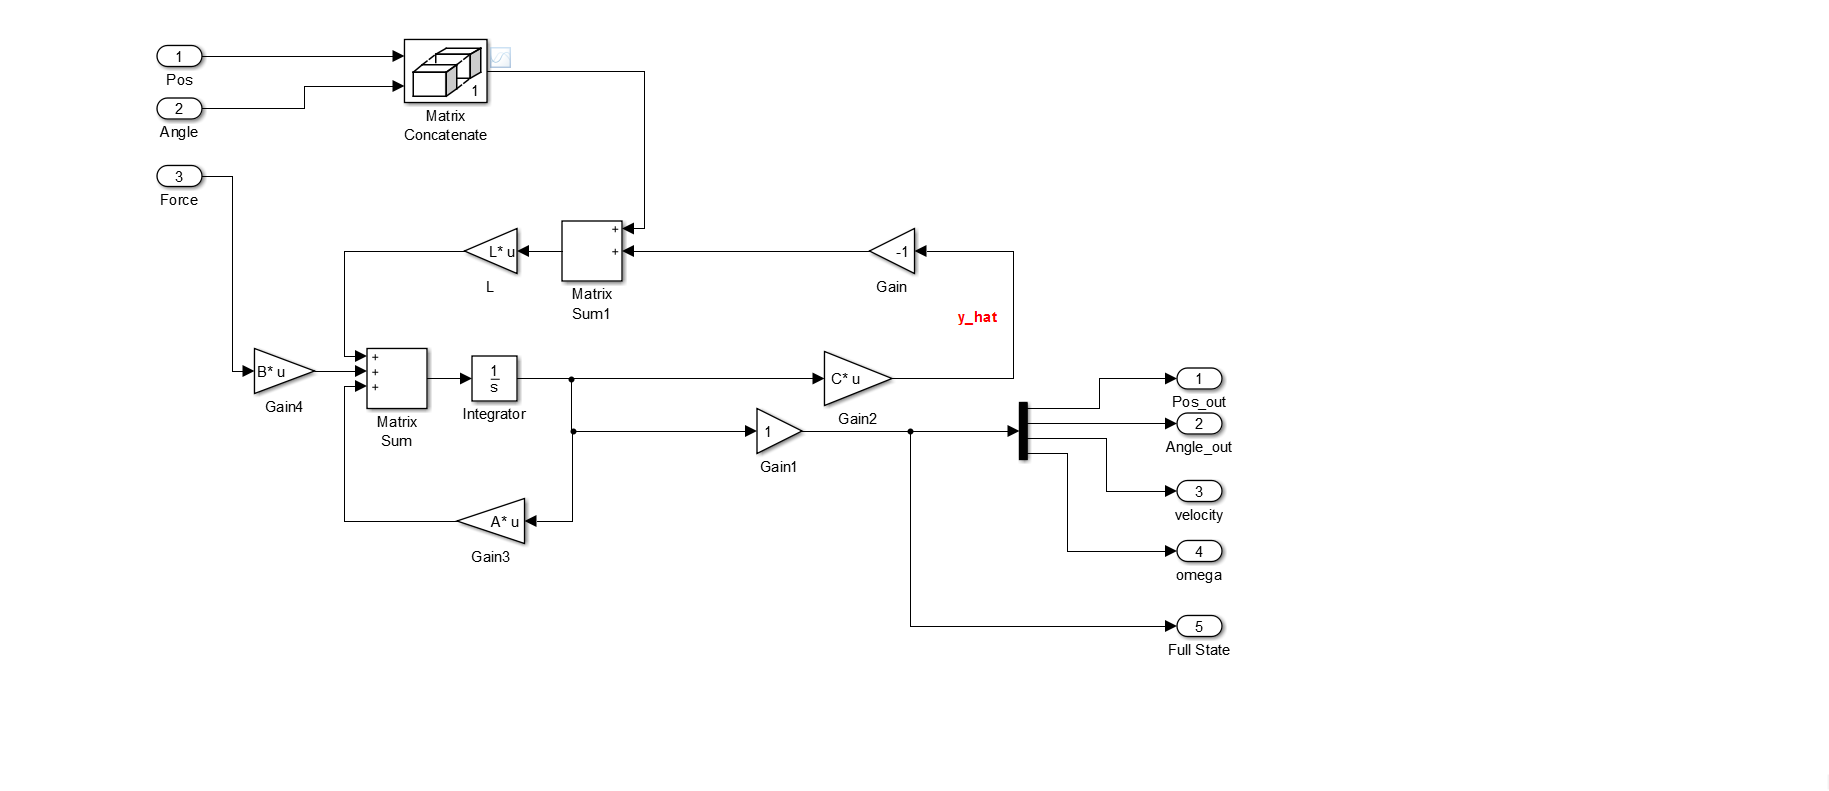 1
Pos
2
Angle
1
Matrix
Concatenate
3
Force
L* u
L
+
+
Matrix
Sum1
-1
Gain
y_hat
B* u
Gain4
+
+
+
Matrix
Sum
1
s
Integrator
C* u
Gain2
1
Gain1
A* u
Gain3
1
Pos_out
2
Angle_out
3
velocity
4
omega
5
Full State